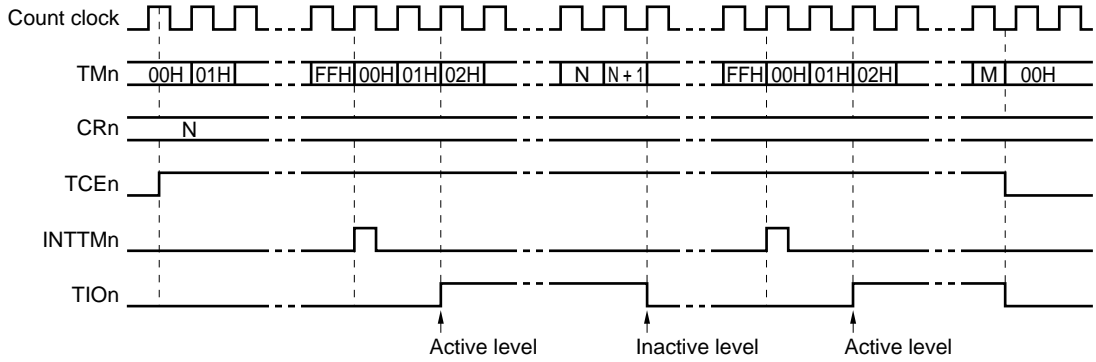 Count clock
TMn 00H 01H FFH 00H 01H 02H N N + 1 FFH 00H 01H 02H M 00H
CRn N
TCEn
INTTMn
TIOn
Active level Inactive level Active level